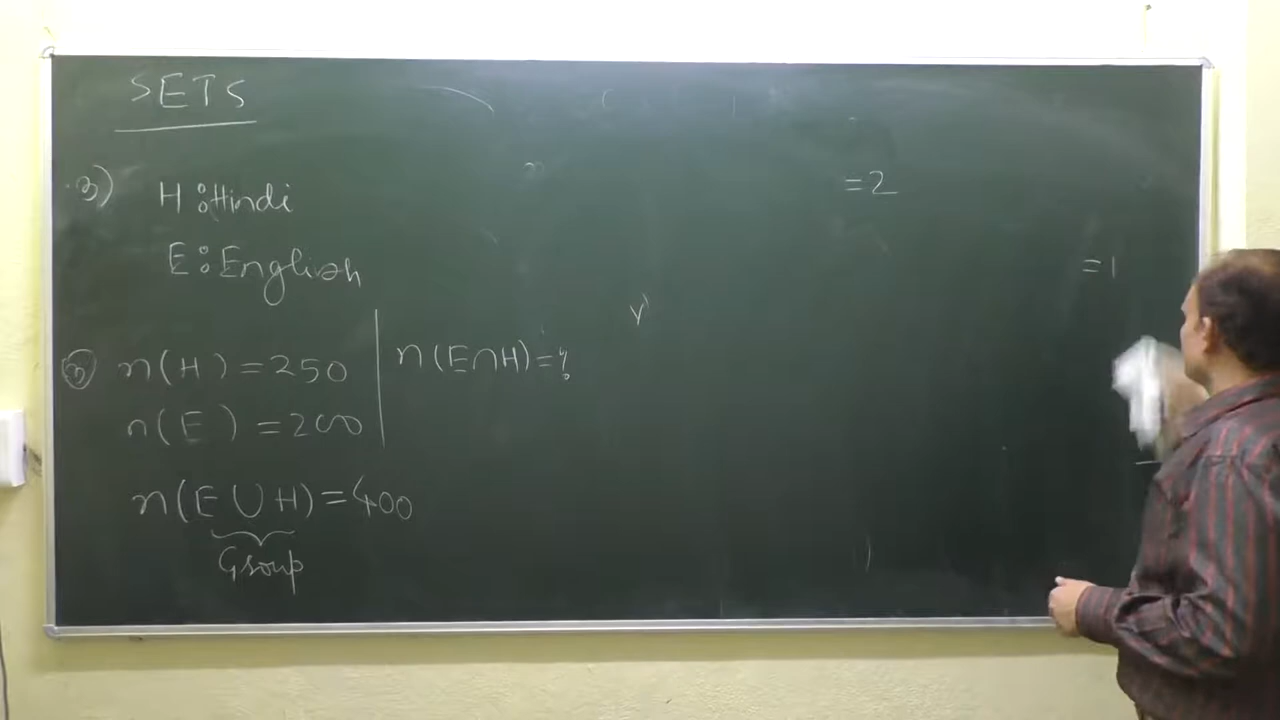 SETS
3) H : Hindi
E : English
n(H) = 250
n(E) = 200
n(E∪H) = 400
Group
n(E∩H) = ?
= 2
= 1